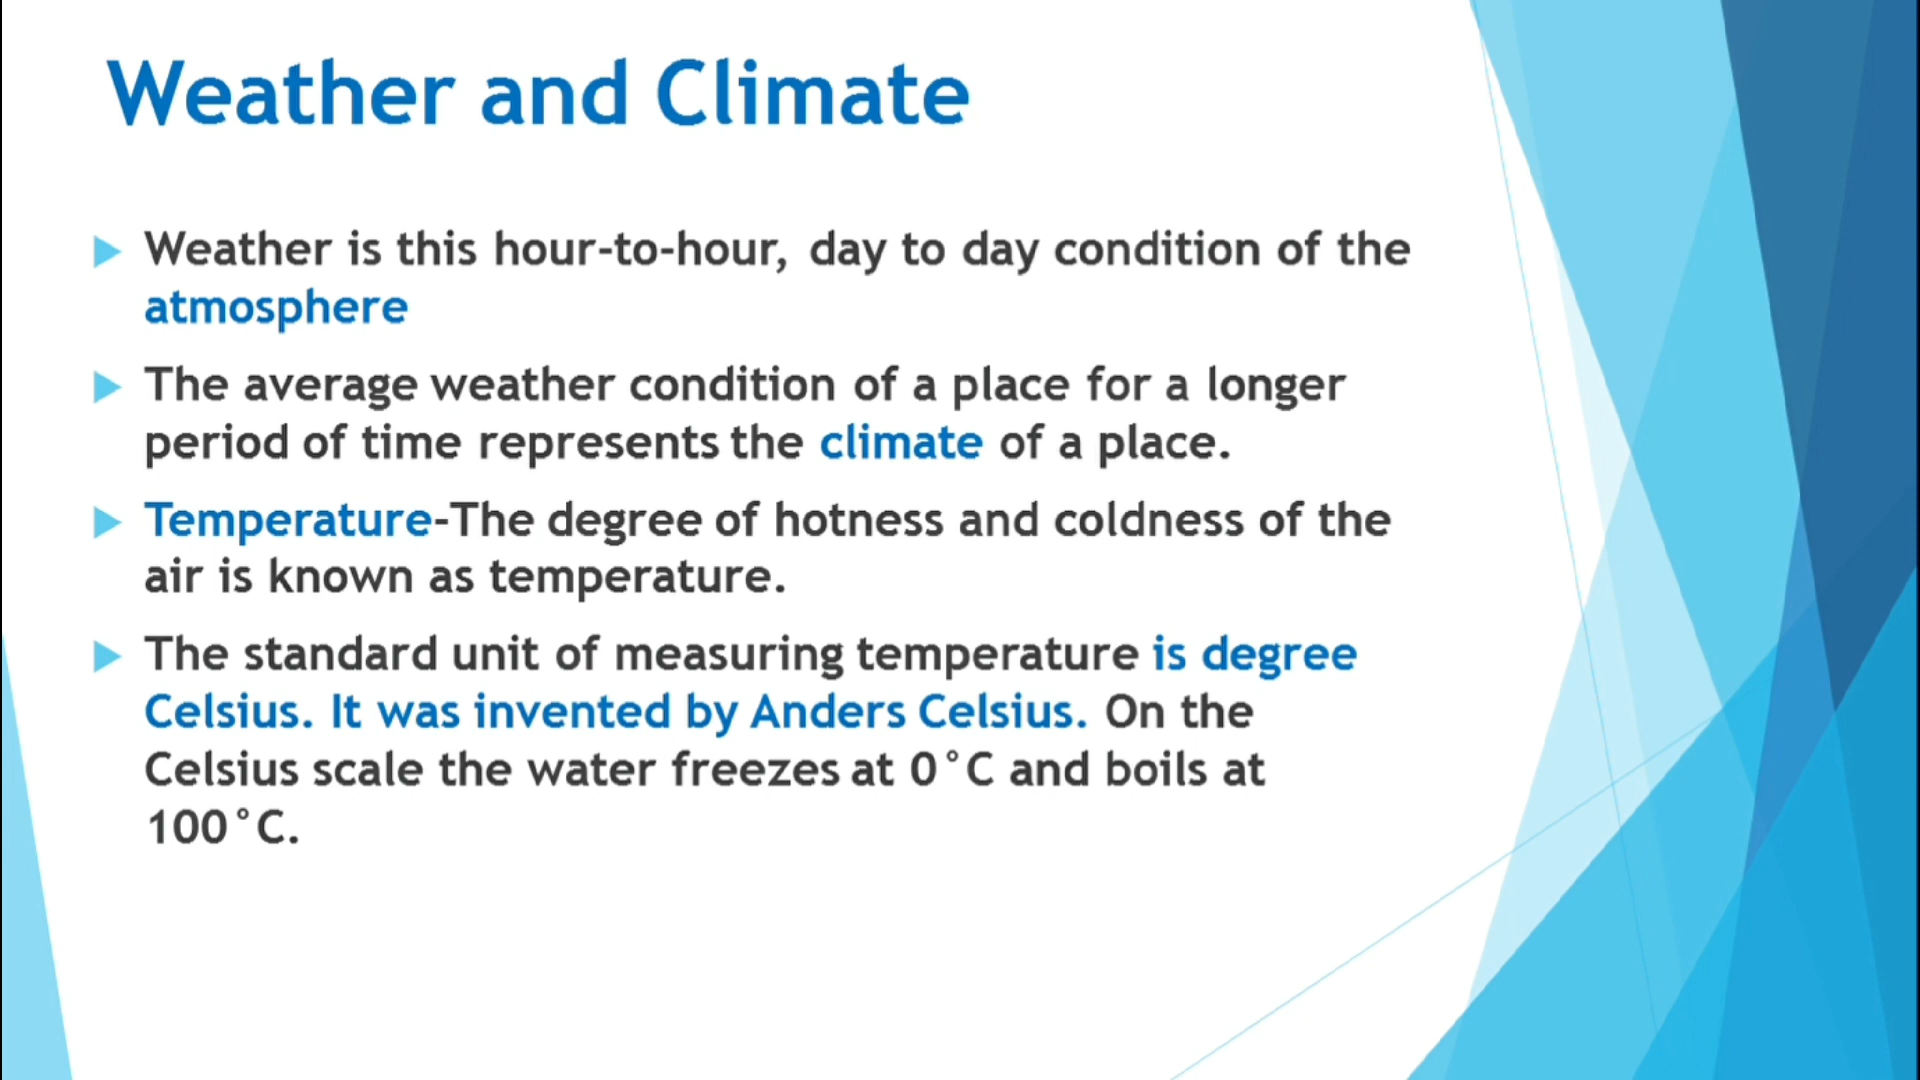 Weather and Climate
Weather is this hour-to-hour, day to day condition of the
atmosphere
The average weather condition of a place for a longer
period of time represents the climate of a place.
Temperature-The degree of hotness and coldness of the
air is known as temperature.
The standard unit of measuring temperature is degree
Celsius. It was invented by Anders Celsius. On the
Celsius scale the water freezes at 0°C and boils at
100°C.